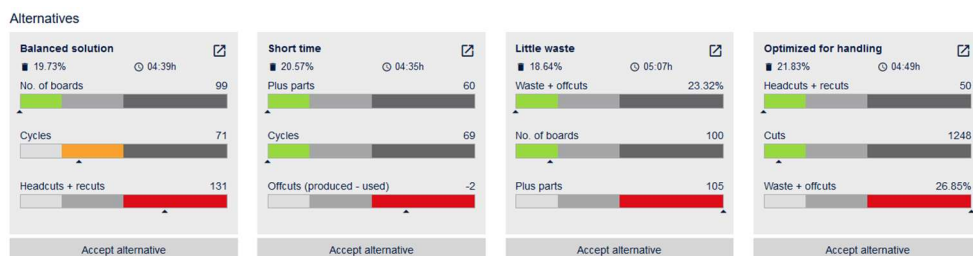 Alternatives
Balanced solution
19.73% 04:39h
No. of boards 99
Cycles 71
Headcuts + recuts 131
Accept alternative
Short time
20.57% 04:35h
Plus parts 60
Cycles 69
Offcuts (produced - used) -2
Accept alternative
Little waste
18.64% 05:07h
Waste + offcuts 23.32%
No. of boards 100
Plus parts 105
Accept alternative
Optimized for handling
21.83% 04:49h
Headcuts + recuts 50
Cuts 1248
Waste + offcuts 26.85%
Accept alternative